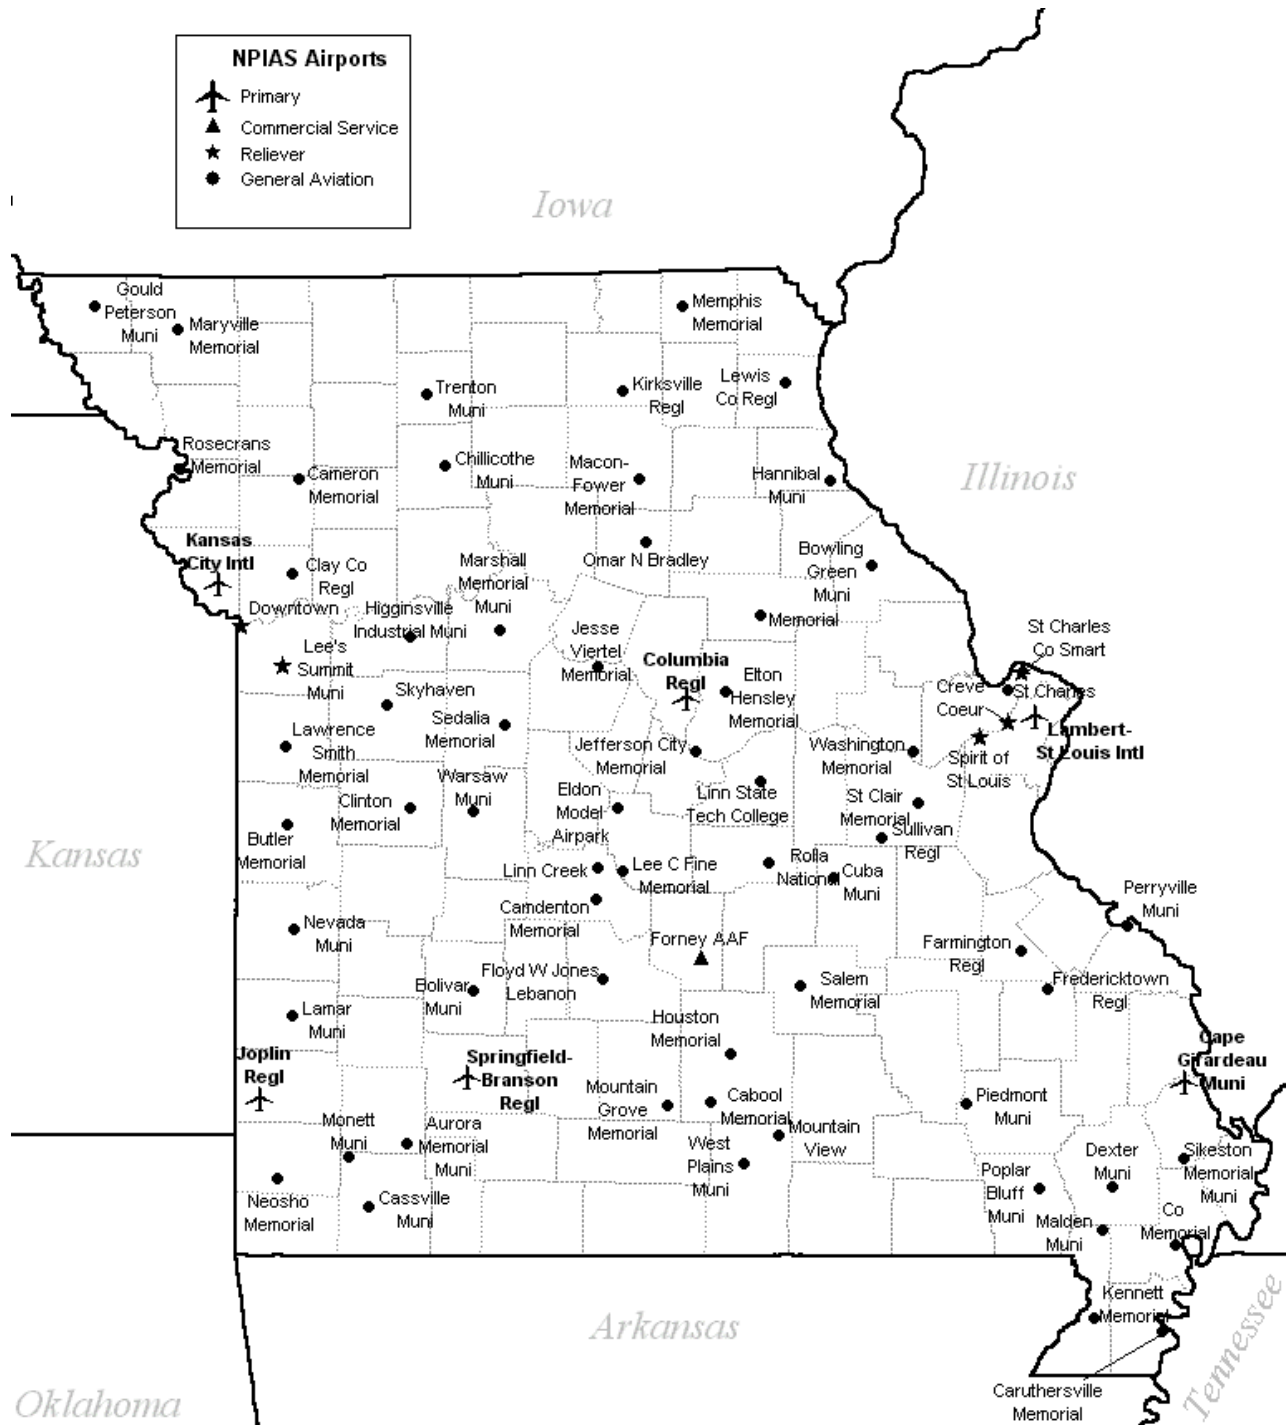 NPIAS Airports
Primary
Commercial Service
Reliever
General Aviation
Iowa
Gould
Peterson
Muni
Maryville
Memorial
Memphis
Memorial
Trenton
Muni
Kirksville
Regl
Lewis
Co Regl
Rosecrans
Memorial
Cameron
Memorial
Chillicothe
Muni
Macon-
Fower
Memorial
Hannibal
Muni
Illinois
Kansas
City Intl
Clay Co
Regl
Marshall
Memorial
Muni
Omar N Bradley
Bowling
Green
Muni
Downtown
Higginsville
Industrial Muni
Memorial
Lee's
Summit
Muni
Jesse
Viertel
Memorial
Columbia
Regl
Elton
Hensley
Memorial
St Charles
Co Smart
Creve
Coeur
St Charles
Skyhaven
Sedalia
Memorial
Lambert-
St Louis Intl
Lawrence
Smith
Memorial
Jefferson City
Memorial
Washington
Memorial
Spirit of
St Louis
Warsaw
Muni
Clinton
Memorial
Eldon
Model
Airpark
Linn State
Tech College
St Clair
Memorial
Sullivan
Regl
Kansas
Butler
Memorial
Linn Creek
Lee C Fine
Memorial
Rolla
National
Cuba
Muni
Perryville
Muni
Camdenton
Memorial
Nevada
Muni
Forney AAF
Farmington
Regl
Floyd W Jones
Lebanon
Bolivar
Muni
Salem
Memorial
Fredericktown
Regl
Lamar
Muni
Houston
Memorial
Joplin
Regl
Springfield-
Branson
Regl
Cape
Girardeau
Muni
Mountain
Grove
Memorial
Cabool
Memorial
Piedmont
Muni
Monett
Muni
Aurora
Memorial
Muni
Mountain
View
West
Plains
Muni
Dexter
Muni
Sikeston
Memorial
Muni
Poplar
Bluff
Muni
Neosho
Memorial
Cassville
Muni
Malden
Muni
Co
Memorial
Kennett
Memorial
Arkansas
Tennessee
Caruthersville
Memorial
Oklahoma